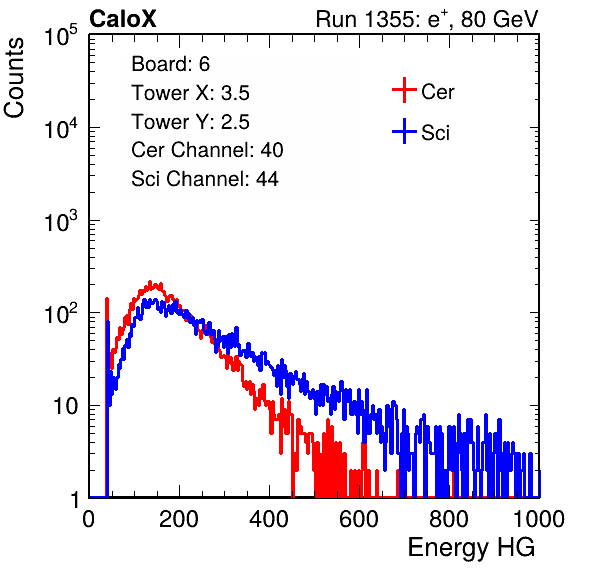 CaloX
Run 1355: e+, 80 GeV
Counts
Board: 6
Tower X: 3.5
Tower Y: 2.5
Cer Channel: 40
Sci Channel: 44
Cer
Sci
10^5
10^4
10^3
10^2
10
1
0 200 400 600 800 1000
Energy HG